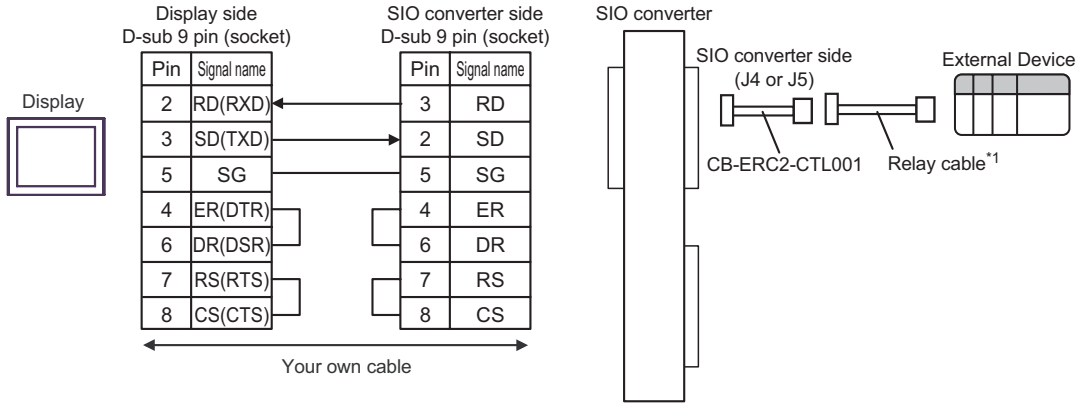 Display side
D-sub 9 pin (socket)
SIO converter side
D-sub 9 pin (socket)
SIO converter
Pin Signal name
Pin Signal name
SIO converter side
(J4 or J5)
External Device
Display
2 RD(RXD)
3 RD
3 SD(TXD)
2 SD
5 SG
5 SG
4 ER(DTR)
4 ER
6 DR(DSR)
6 DR
7 RS(RTS)
7 RS
8 CS(CTS)
8 CS
CB-ERC2-CTL001
Relay cable*1
Your own cable